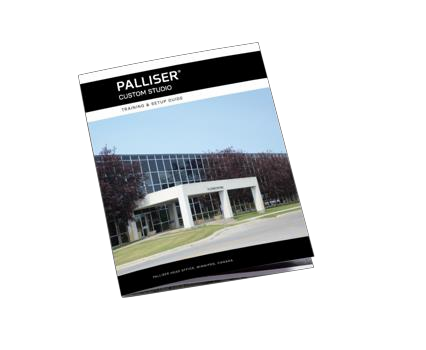 PALLISER®
CUSTOM STUDIO
TRAINING & SETUP GUIDE
PALLISER HEAD OFFICE, WINNIPEG, CANADA